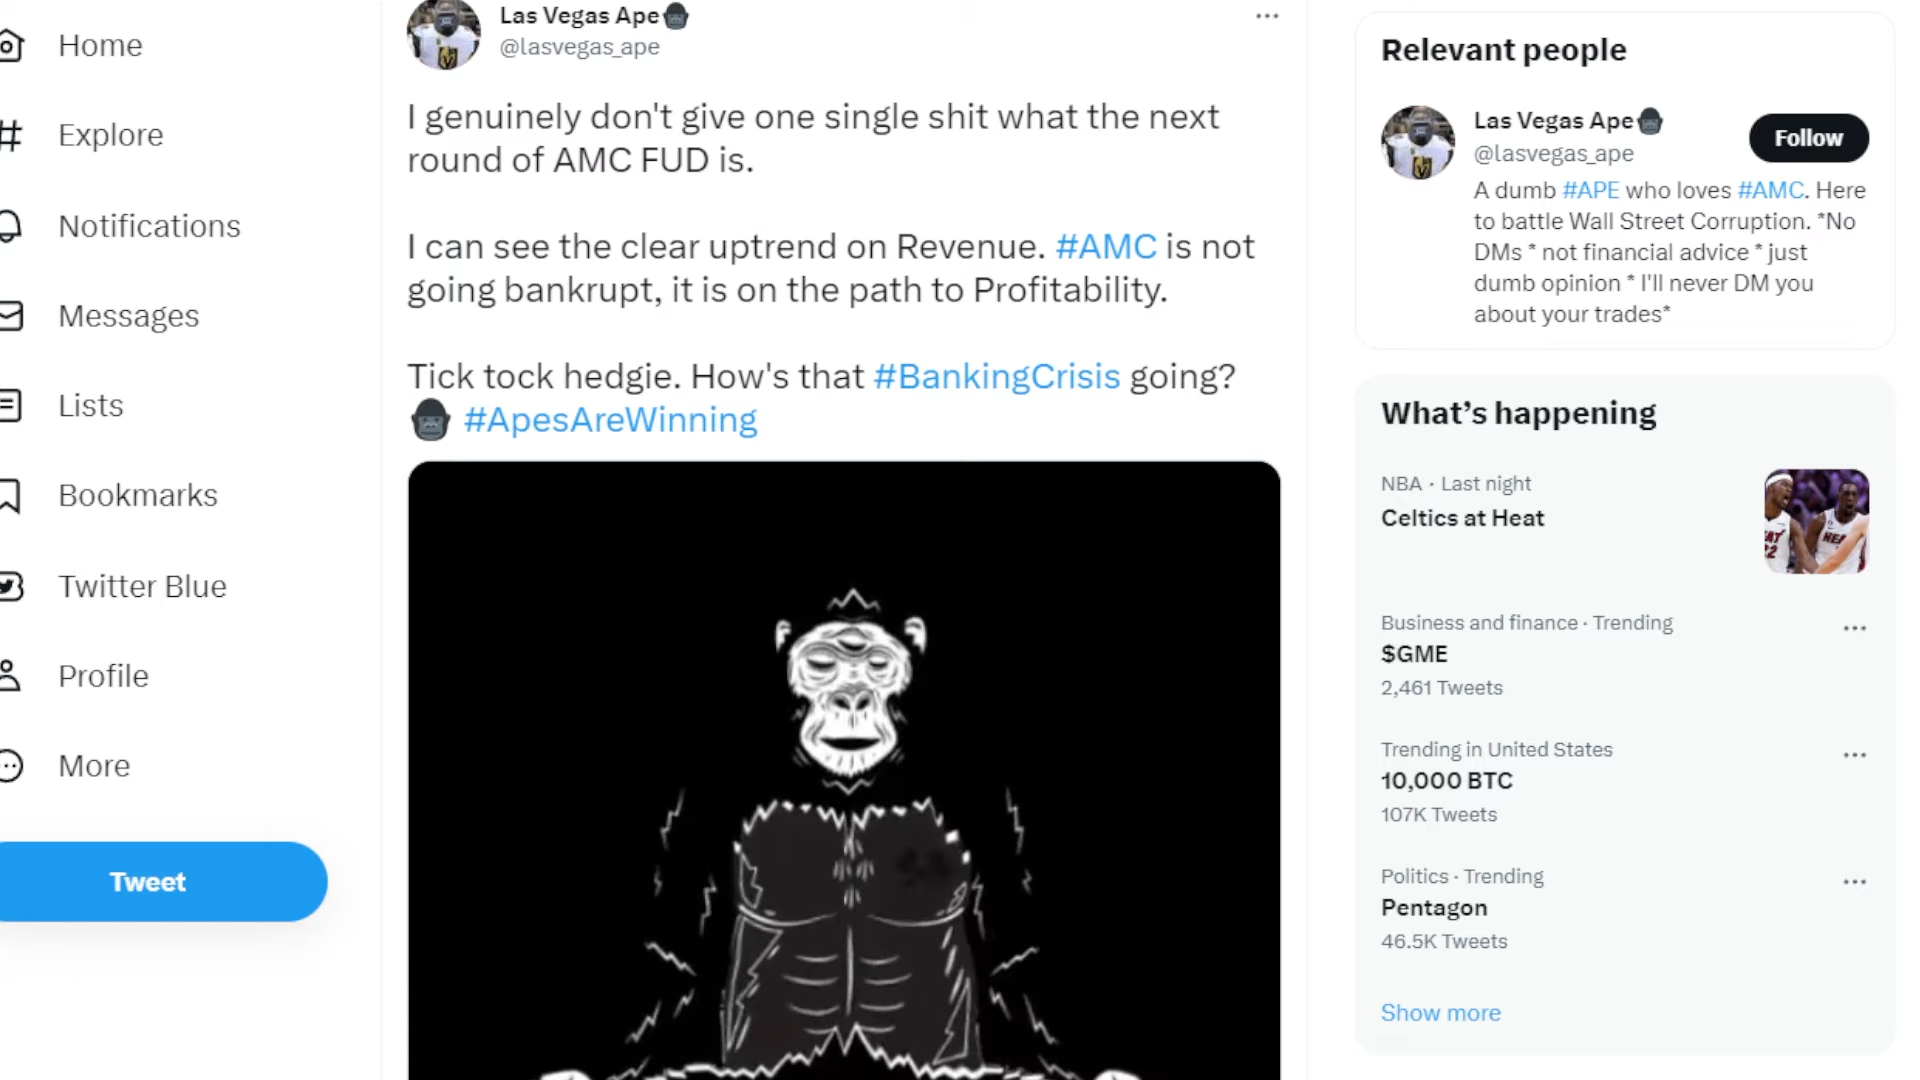 Home
Explore
Notifications
Messages
Lists
Bookmarks
Twitter Blue
Profile
More
Tweet
Las Vegas Ape🦍
@lasvegas_ape
I genuinely don't give one single shit what the next
round of AMC FUD is.
I can see the clear uptrend on Revenue. #AMC is not
going bankrupt, it is on the path to Profitability.
Tick tock hedgie. How's that #BankingCrisis going?
🦍 #ApesAreWinning
Relevant people
Las Vegas Ape🦍
@lasvegas_ape
Follow
A dumb #APE who loves #AMC. Here
to battle Wall Street Corruption. *No
DMs * not financial advice * just
dumb opinion * I'll never DM you
about your trades*
What's happening
NBA · Last night
Celtics at Heat
Business and finance · Trending
$GME
2,461 Tweets
Trending in United States
10,000 BTC
107K Tweets
Politics · Trending
Pentagon
46.5K Tweets
Show more